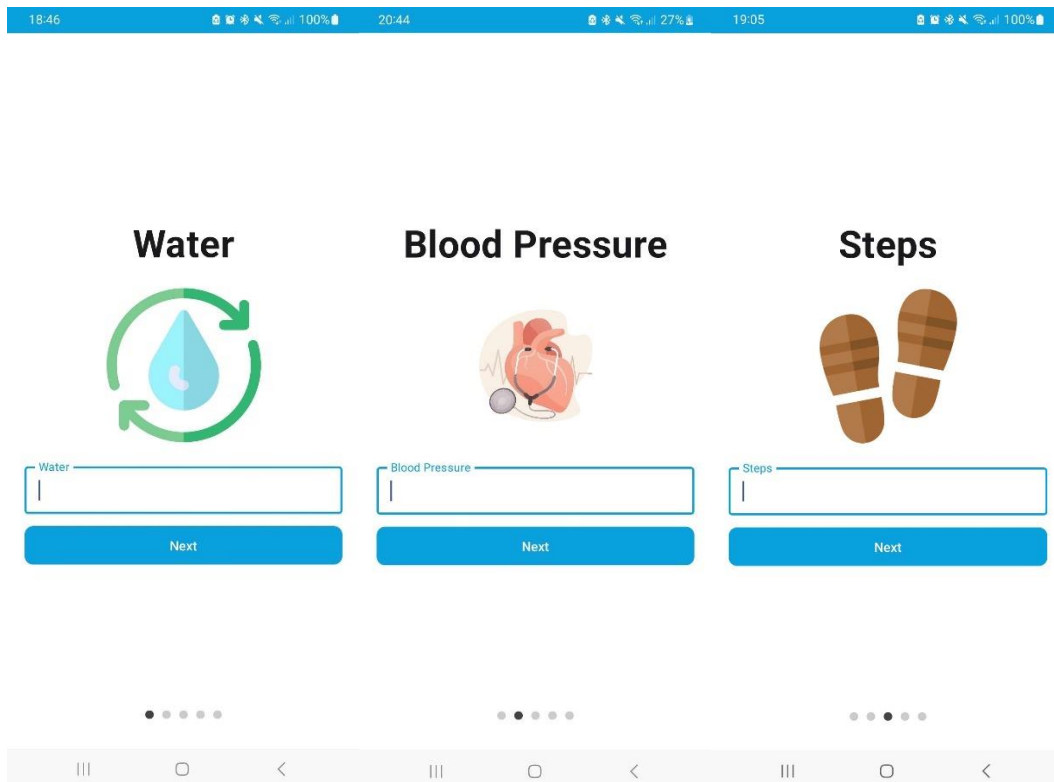 18:46 100%
Water
Water
Next
20:44 27%
Blood Pressure
Blood Pressure
Next
19:05 100%
Steps
Steps
Next